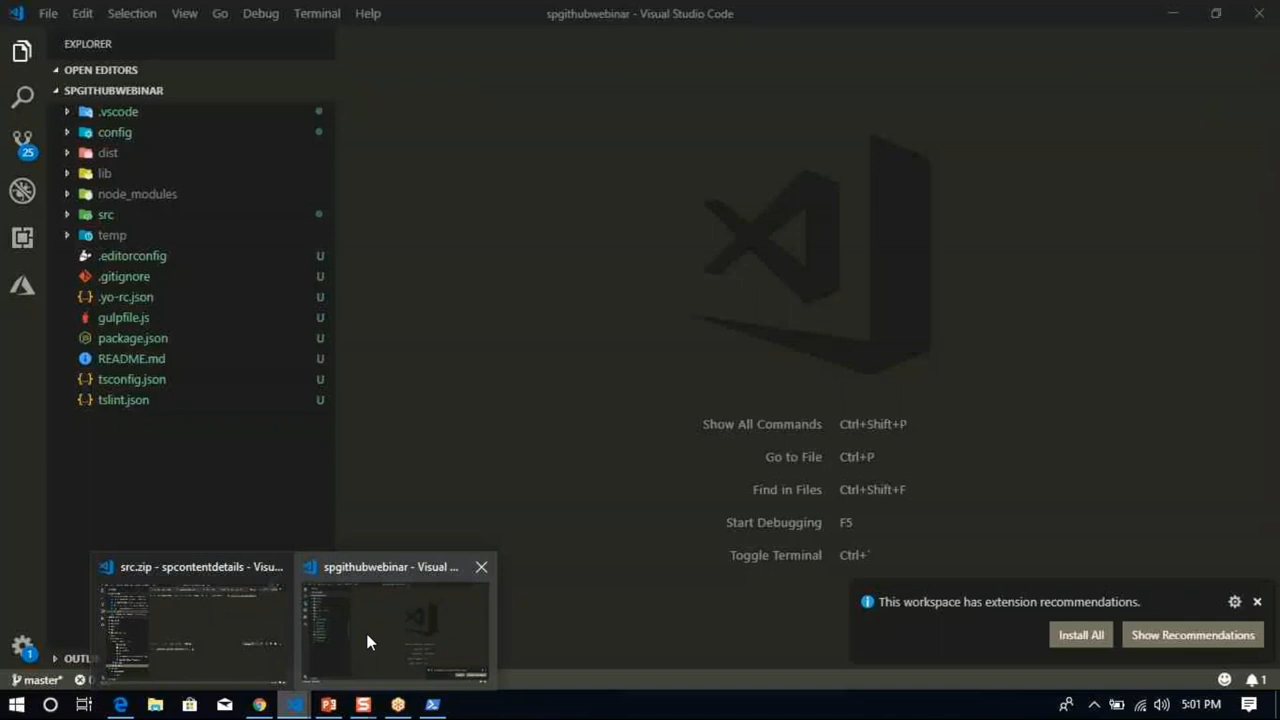 File Edit Selection View Go Debug Terminal Help
spgithubwebinar - Visual Studio Code
EXPLORER
OPEN EDITORS
SPGITHUBWEBINAR
.vscode
config
dist
lib
node_modules
src
temp
.editorconfig U
.gitignore U
.yo-rc.json U
gulpfile.js U
package.json U
README.md U
tsconfig.json U
tslint.json U
25
Show All Commands Ctrl+Shift+P
Go to File Ctrl+P
Find in Files Ctrl+Shift+F
Start Debugging F5
Toggle Terminal Ctrl+`
This workspace has extension recommendations.
Install All
Show Recommendations
src.zip - spcontentdetails - Visu...
spgithubwebinar - Visual ...
1
OUTL
master*
1
5:01 PM